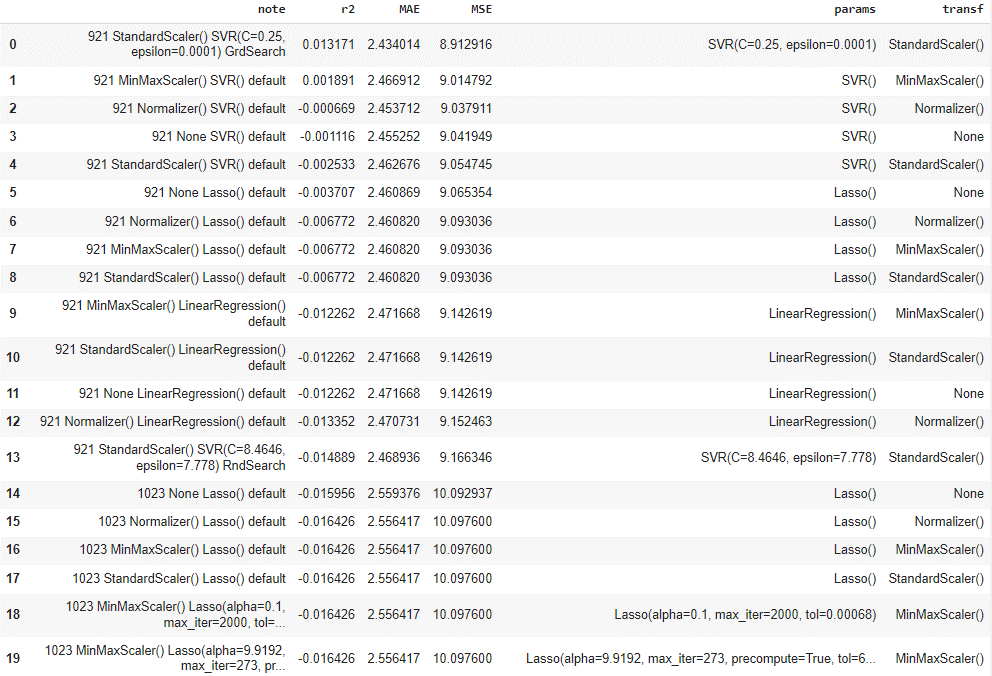 note r2 MAE MSE params transf
0 921 StandardScaler() SVR(C=0.25, epsilon=0.0001) GrdSearch 0.013171 2.434014 8.912916 SVR(C=0.25, epsilon=0.0001) StandardScaler()
1 921 MinMaxScaler() SVR() default 0.001891 2.466912 9.014792 SVR() MinMaxScaler()
2 921 Normalizer() SVR() default -0.000669 2.453712 9.037911 SVR() Normalizer()
3 921 None SVR() default -0.001116 2.455252 9.041949 SVR() None
4 921 StandardScaler() SVR() default -0.002533 2.462676 9.054745 SVR() StandardScaler()
5 921 None Lasso() default -0.003707 2.460869 9.065354 Lasso() None
6 921 Normalizer() Lasso() default -0.006772 2.460820 9.093036 Lasso() Normalizer()
7 921 MinMaxScaler() Lasso() default -0.006772 2.460820 9.093036 Lasso() MinMaxScaler()
8 921 StandardScaler() Lasso() default -0.006772 2.460820 9.093036 Lasso() StandardScaler()
9 921 MinMaxScaler() LinearRegression() default -0.012262 2.471668 9.142619 LinearRegression() MinMaxScaler()
10 921 StandardScaler() LinearRegression() default -0.012262 2.471668 9.142619 LinearRegression() StandardScaler()
11 921 None LinearRegression() default -0.012262 2.471668 9.142619 LinearRegression() None
12 921 Normalizer() LinearRegression() default -0.013352 2.470731 9.152463 LinearRegression() Normalizer()
13 921 StandardScaler() SVR(C=8.4646, epsilon=7.778) RndSearch -0.014889 2.468936 9.166346 SVR(C=8.4646, epsilon=7.778) StandardScaler()
14 1023 None Lasso() default -0.015956 2.559376 10.092937 Lasso() None
15 1023 Normalizer() Lasso() default -0.016426 2.556417 10.097600 Lasso() Normalizer()
16 1023 MinMaxScaler() Lasso() default -0.016426 2.556417 10.097600 Lasso() MinMaxScaler()
17 1023 StandardScaler() Lasso() default -0.016426 2.556417 10.097600 Lasso() StandardScaler()
18 1023 MinMaxScaler() Lasso(alpha=0.1, max_iter=2000, tol=... -0.016426 2.556417 10.097600 Lasso(alpha=0.1, max_iter=2000, tol=0.00068) MinMaxScaler()
19 1023 MinMaxScaler() Lasso(alpha=9.9192, max_iter=273, pr... -0.016426 2.556417 10.097600 Lasso(alpha=9.9192, max_iter=273, precompute=True, tol=6... MinMaxScaler()